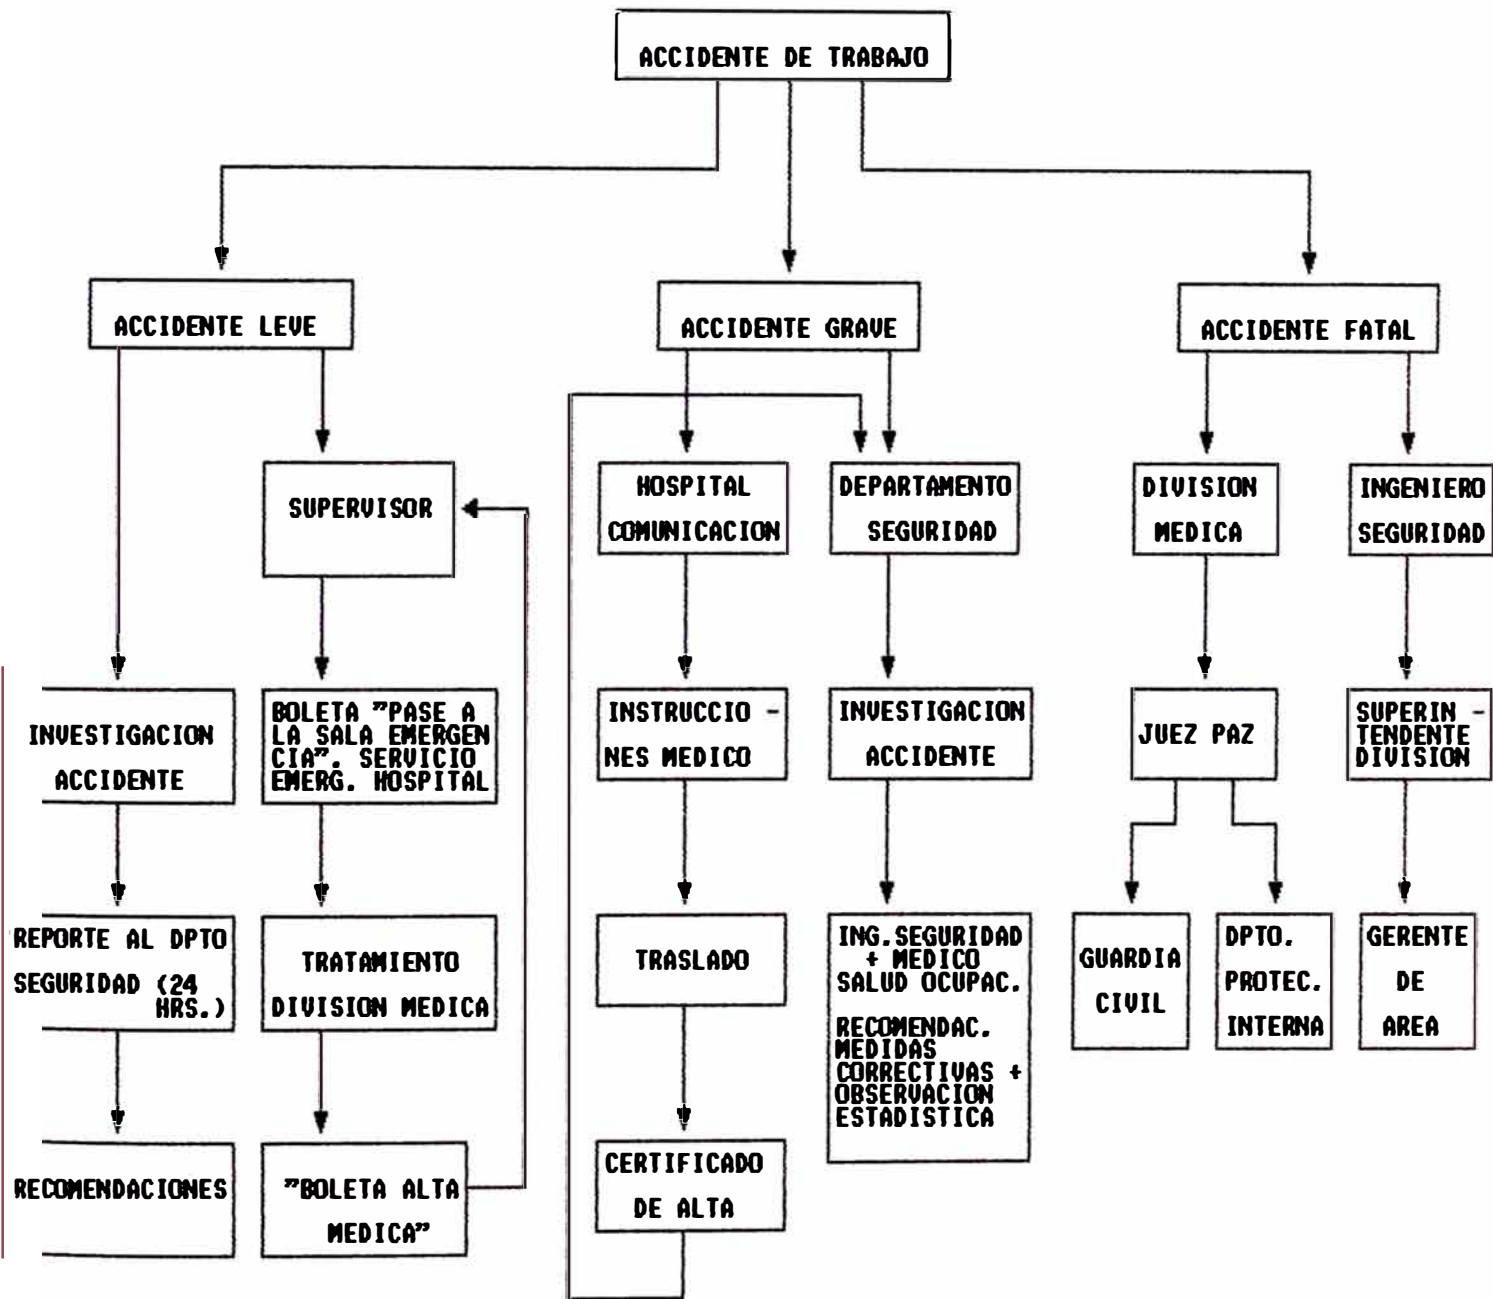 ACCIDENTE DE TRABAJO
ACCIDENTE LEVE
ACCIDENTE GRAVE
ACCIDENTE FATAL
SUPERVISOR
HOSPITAL
COMUNICACION
DEPARTAMENTO
SEGURIDAD
DIVISION
MEDICA
INGENIERO
SEGURIDAD
INVESTIGACION
ACCIDENTE
BOLETA "PASE A
LA SALA EMERGEN
CIA". SERVICIO
EMERG. HOSPITAL
INSTRUCCIO -
NES MEDICO
INVESTIGACION
ACCIDENTE
JUEZ PAZ
SUPERIN -
TENDENTE
DIVISION
REPORTE AL DPTO
SEGURIDAD (24
HRS.)
TRATAMIENTO
DIVISION MEDICA
TRASLADO
ING.SEGURIDAD
+ MEDICO
SALUD OCUPAC.
RECOMENDAC.
MEDIDAS
CORRECTIVAS +
OBSERVACION
ESTADISTICA
GUARDIA
CIVIL
DPTO.
PROTEC.
INTERNA
GERENTE
DE
AREA
RECOMENDACIONES
"BOLETA ALTA
MEDICA"
CERTIFICADO
DE ALTA